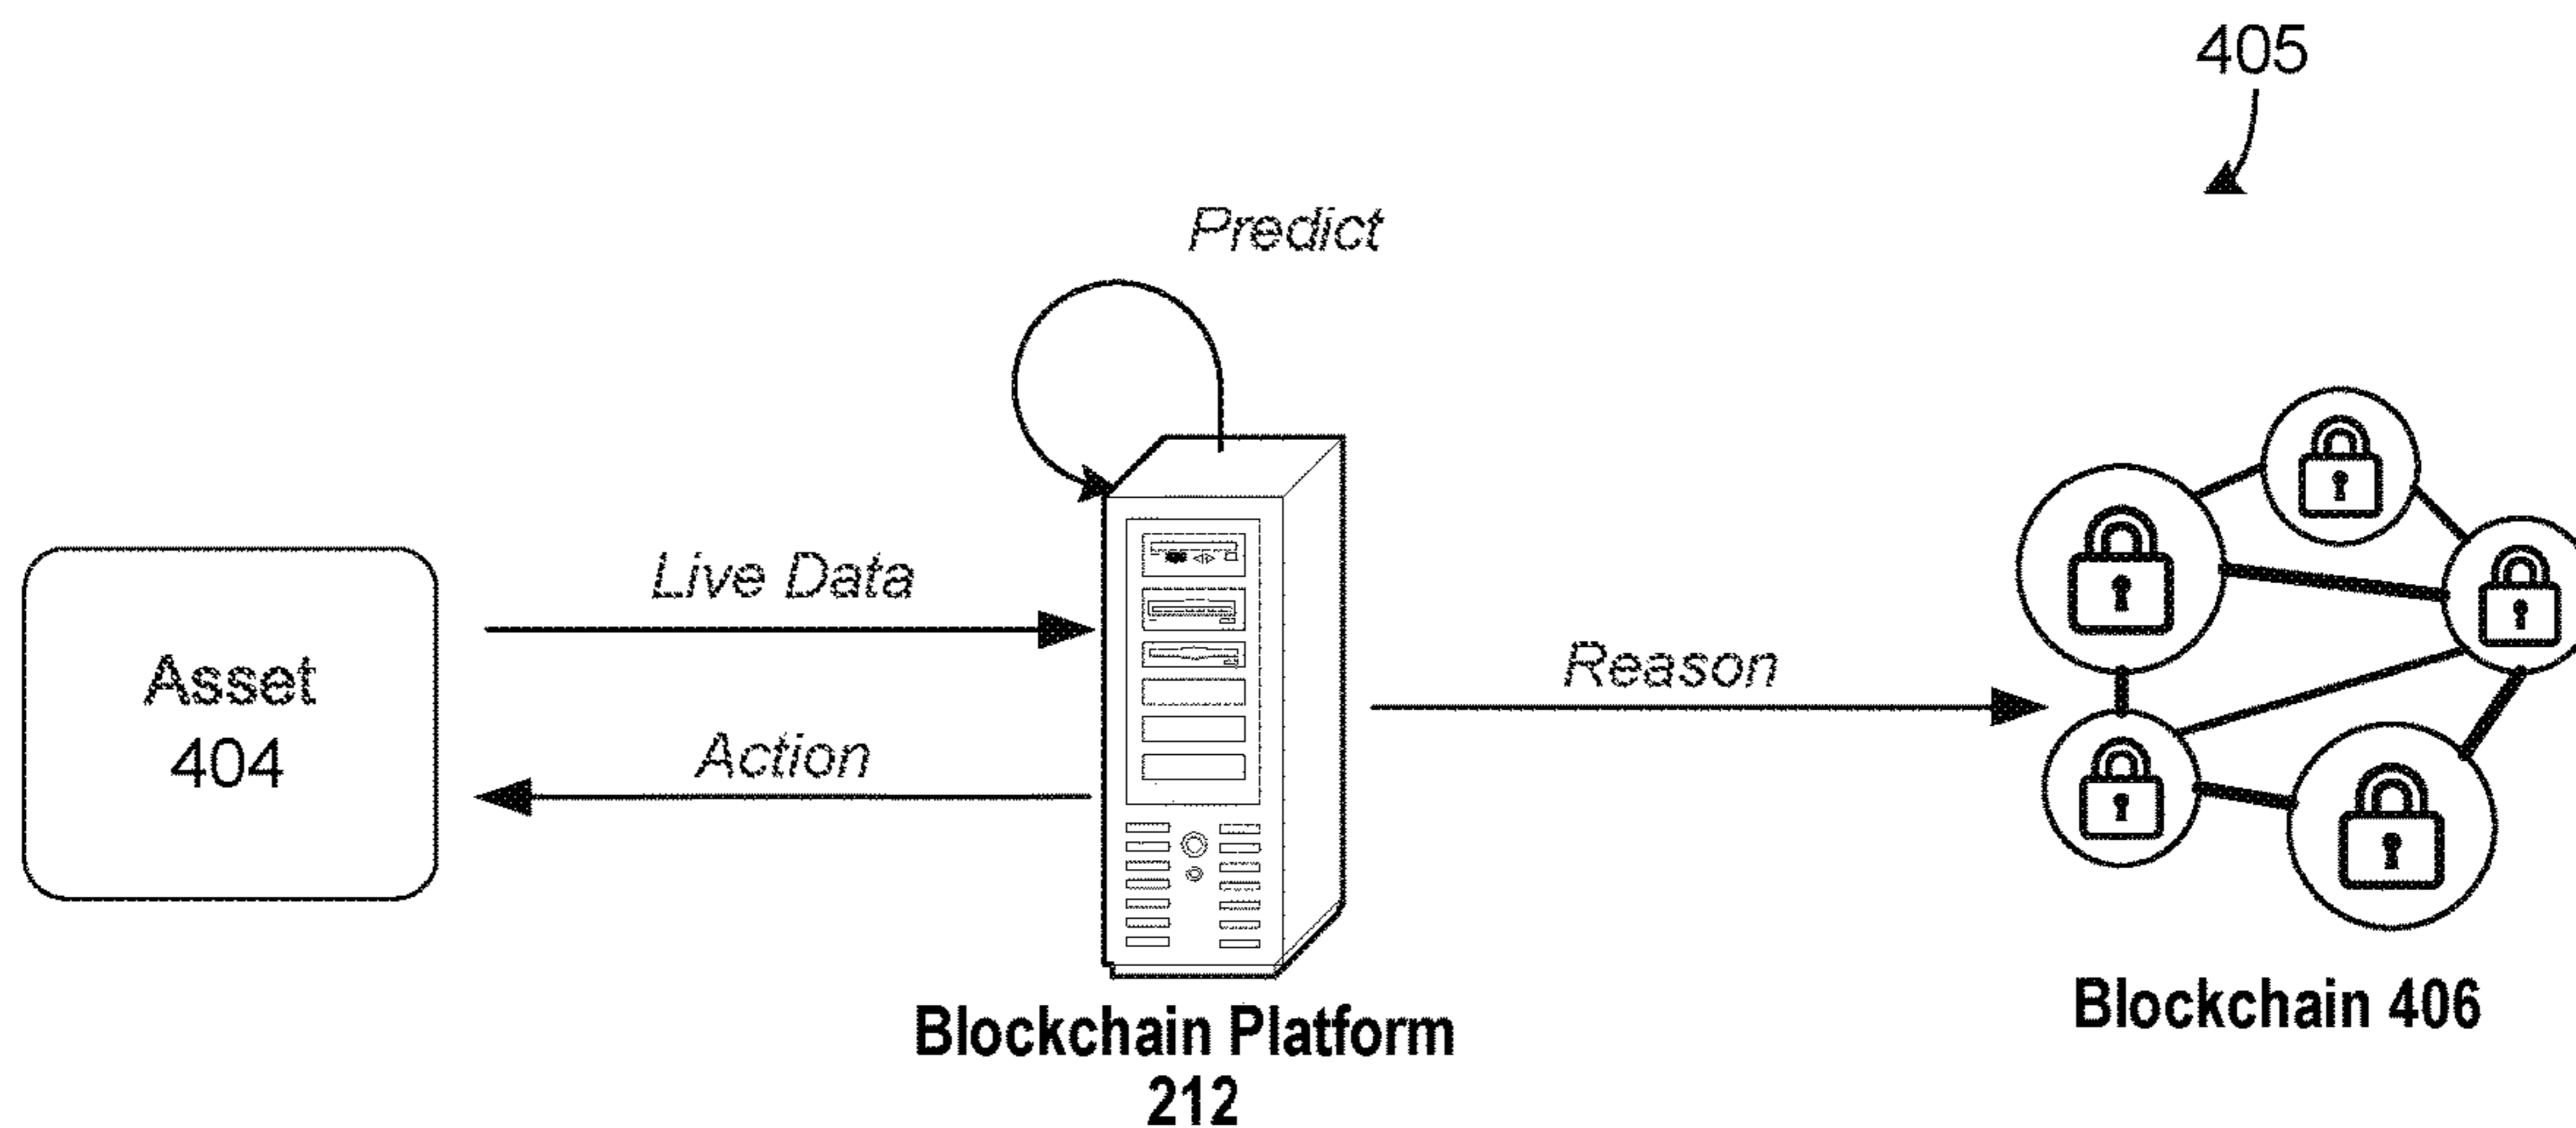 405
Predict
Live Data
Asset
404
Reason
Action
Blockchain Platform
212
Blockchain 406